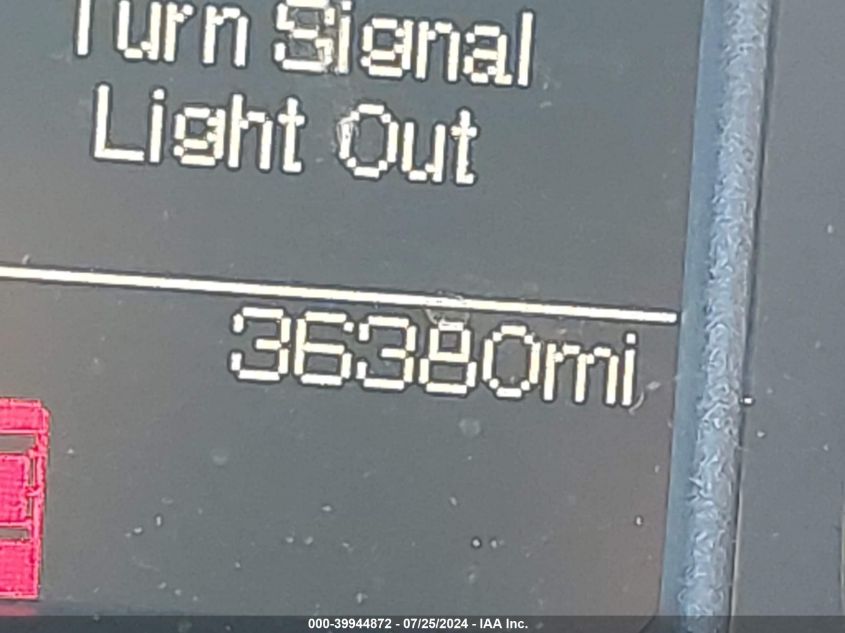 Turn Signal
Light Out
36380mi
000-39944872 - 07/25/2024 - IAA Inc.